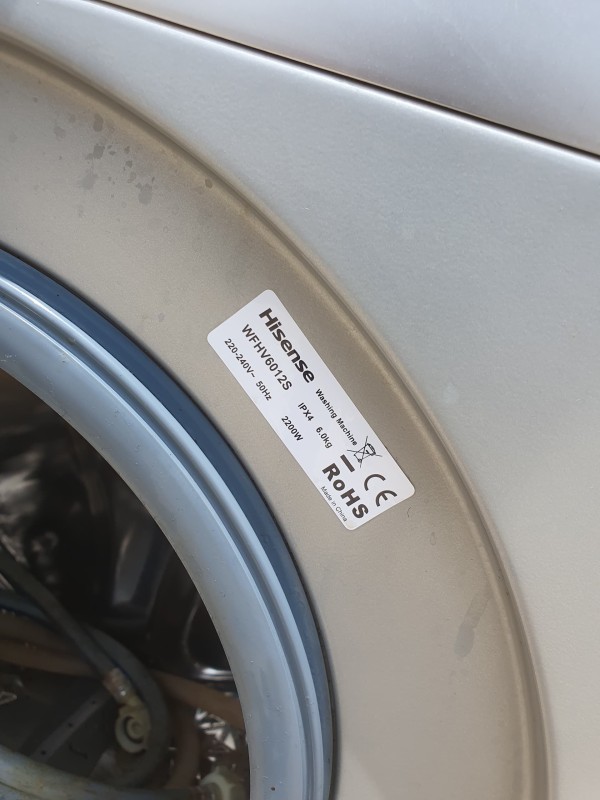 Hisense Washing Machine
WFHV6012S IPX4 6.0kg
220-240V~ 50Hz 2200W
CE
RoHS
Made in China